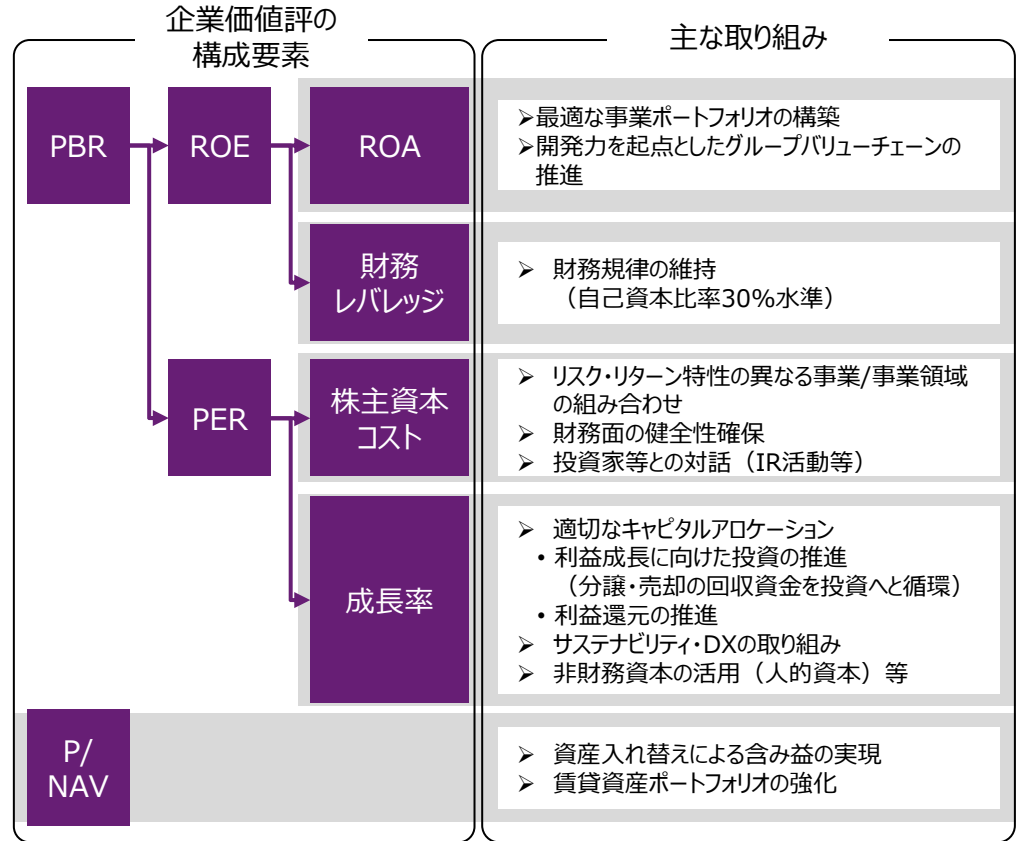 企業価値評の
構成要素
主な取り組み
PBR
ROE
ROA
➢最適な事業ポートフォリオの構築
➢開発力を起点としたグループバリューチェーンの
推進
財務
レバレッジ
➢ 財務規律の維持
（自己資本比率30%水準）
PER
株主資本
コスト
➢ リスク・リターン特性の異なる事業/事業領域
の組み合わせ
➢ 財務面の健全性確保
➢ 投資家等との対話（IR活動等）
成長率
➢ 適切なキャピタルアロケーション
・利益成長に向けた投資の推進
（分譲・売却の回収資金を投資へと循環）
・利益還元の推進
➢ サステナビリティ・DXの取り組み
➢ 非財務資本の活用（人的資本）等
P/
NAV
➢ 資産入れ替えによる含み益の実現
➢ 賃貸資産ポートフォリオの強化